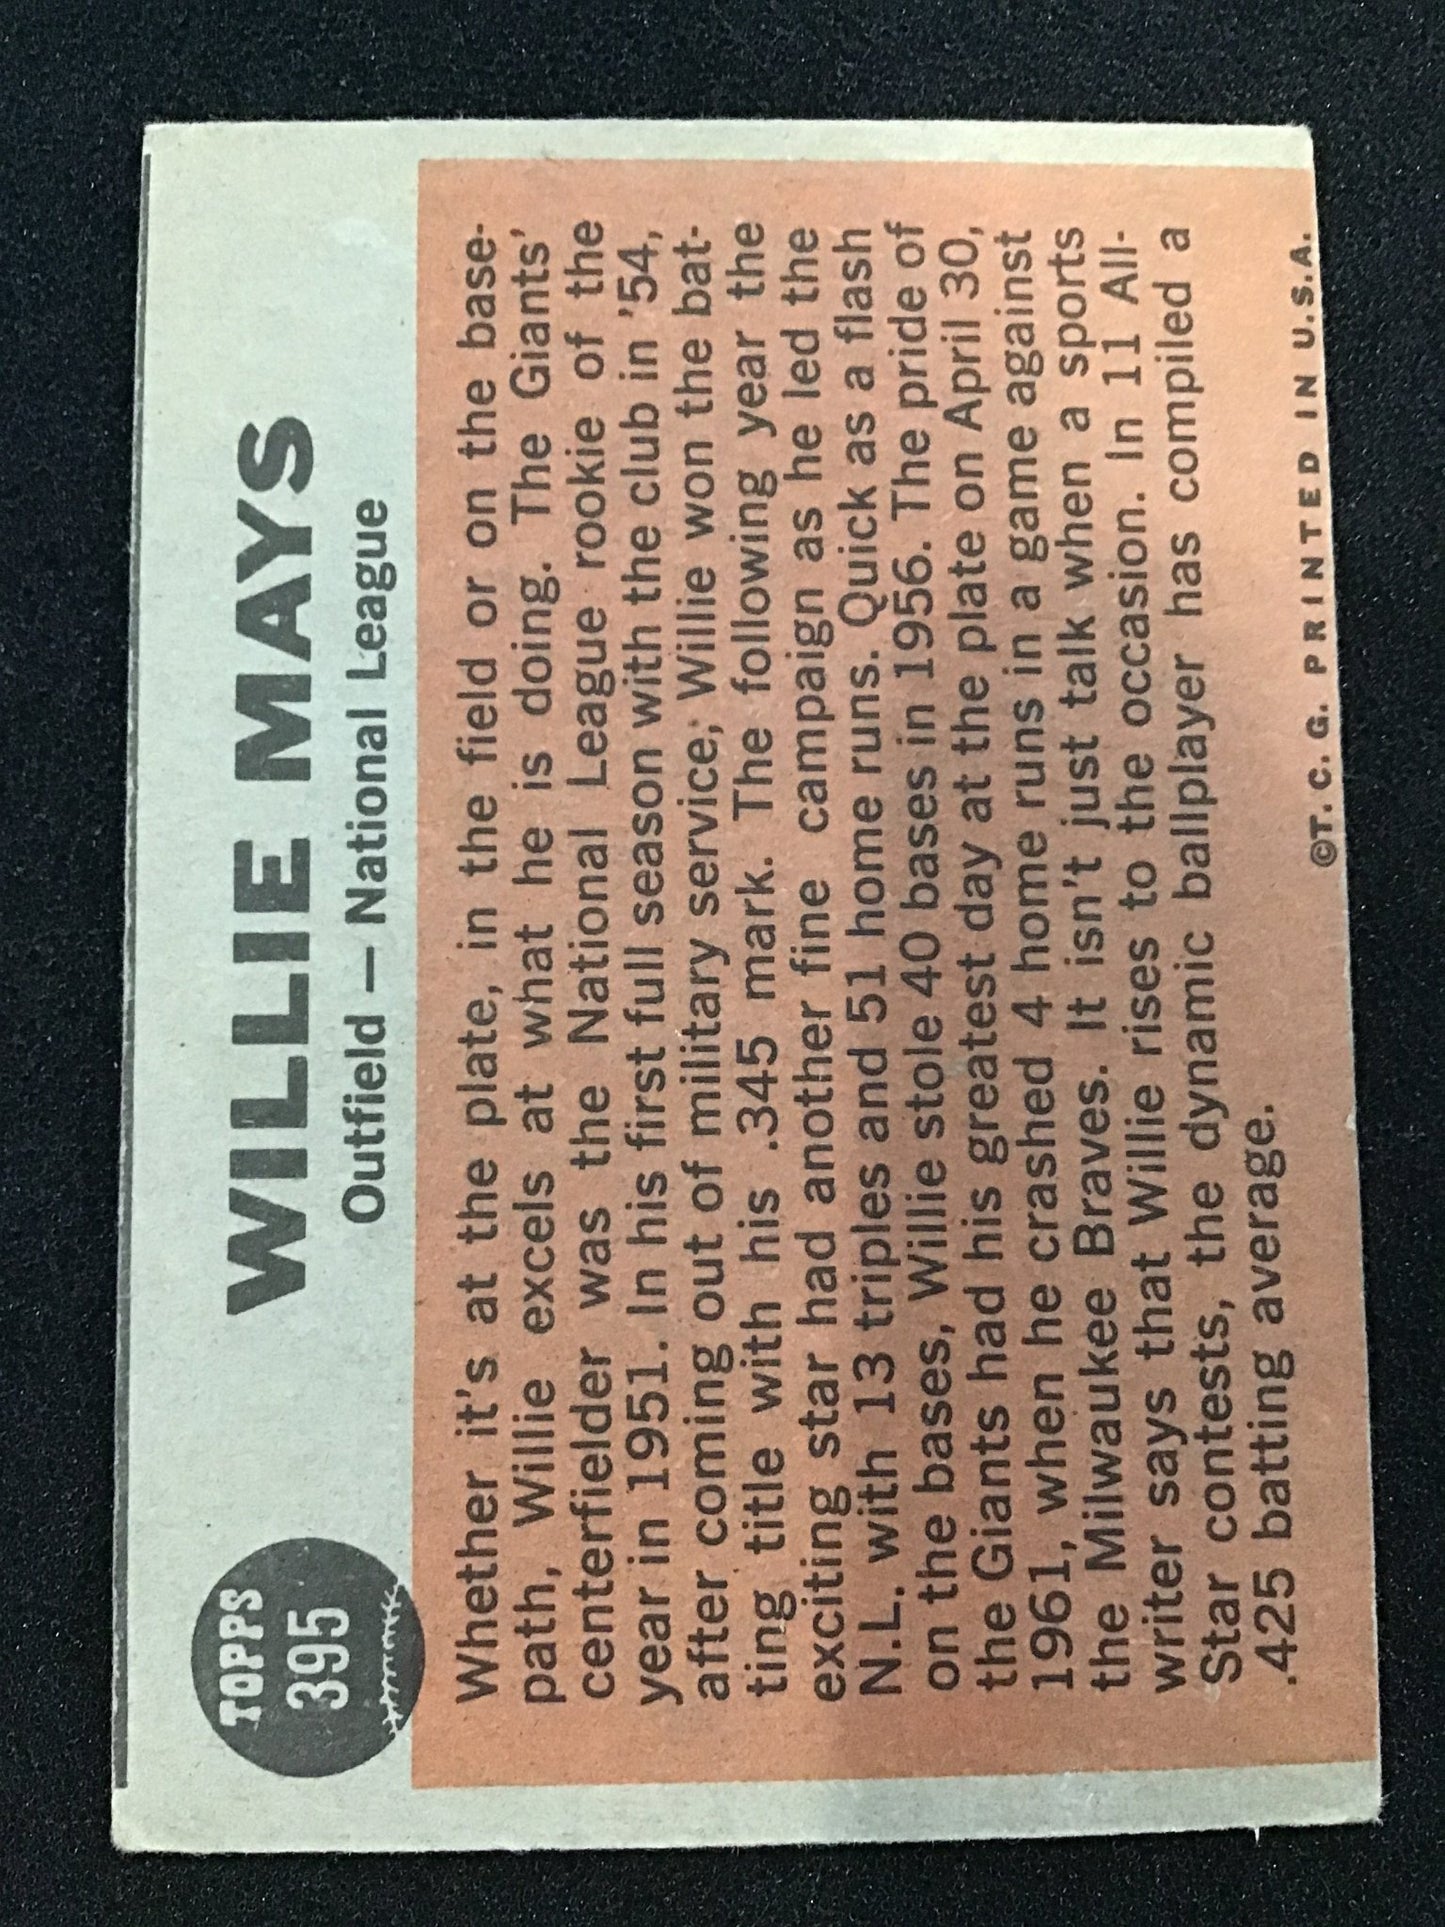 TOPPS
395
WILLIE MAYS
Outfield — National League
Whether it's at the plate, in the field or on the base-
path, Willie excels at what he is doing. The Giants'
centerfielder was the National League rookie of the
year in 1951. In his first full season with the club in '54,
after coming out of military service, Willie won the bat-
ting title with his .345 mark. The following year the
exciting star had another fine campaign as he led the
N.L. with 13 triples and 51 home runs. Quick as a flash
on the bases, Willie stole 40 bases in 1956. The pride of
the Giants had his greatest day at the plate on April 30,
1961, when he crashed 4 home runs in a game against
the Milwaukee Braves. It isn't just talk when a sports
writer says that Willie rises to the occasion. In 11 All-
Star contests, the dynamic ballplayer has compiled a
.425 batting average.
©T.C.G. PRINTED IN U.S.A.